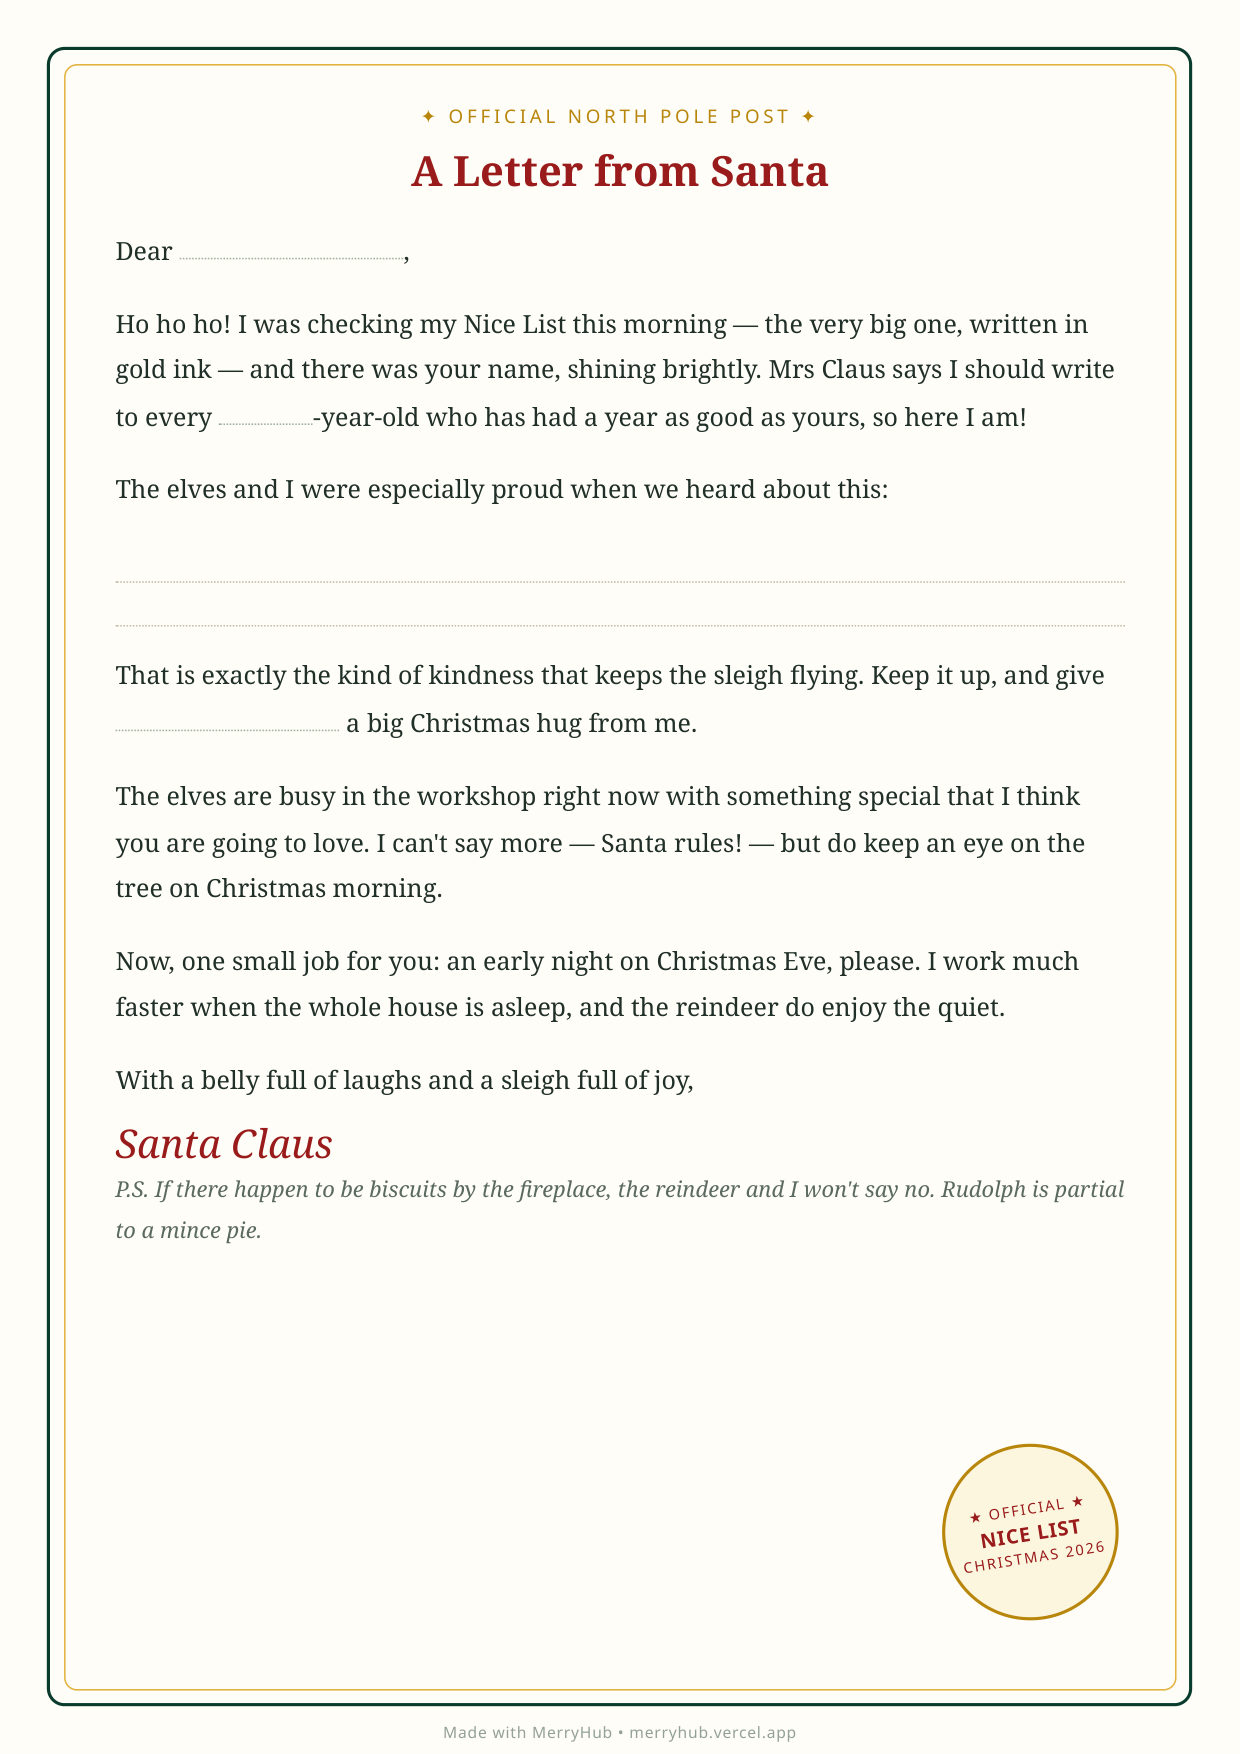 ✦ OFFICIAL NORTH POLE POST ✦
A Letter from Santa
Dear ,
Ho ho ho! I was checking my Nice List this morning — the very big one, written in
gold ink — and there was your name, shining brightly. Mrs Claus says I should write
to every -year-old who has had a year as good as yours, so here I am!
The elves and I were especially proud when we heard about this:
That is exactly the kind of kindness that keeps the sleigh flying. Keep it up, and give
a big Christmas hug from me.
The elves are busy in the workshop right now with something special that I think
you are going to love. I can't say more — Santa rules! — but do keep an eye on the
tree on Christmas morning.
Now, one small job for you: an early night on Christmas Eve, please. I work much
faster when the whole house is asleep, and the reindeer do enjoy the quiet.
With a belly full of laughs and a sleigh full of joy,
Santa Claus
P.S. If there happen to be biscuits by the fireplace, the reindeer and I won't say no. Rudolph is partial
to a mince pie.
★ OFFICIAL ★
NICE LIST
CHRISTMAS 2026
Made with MerryHub • merryhub.vercel.app